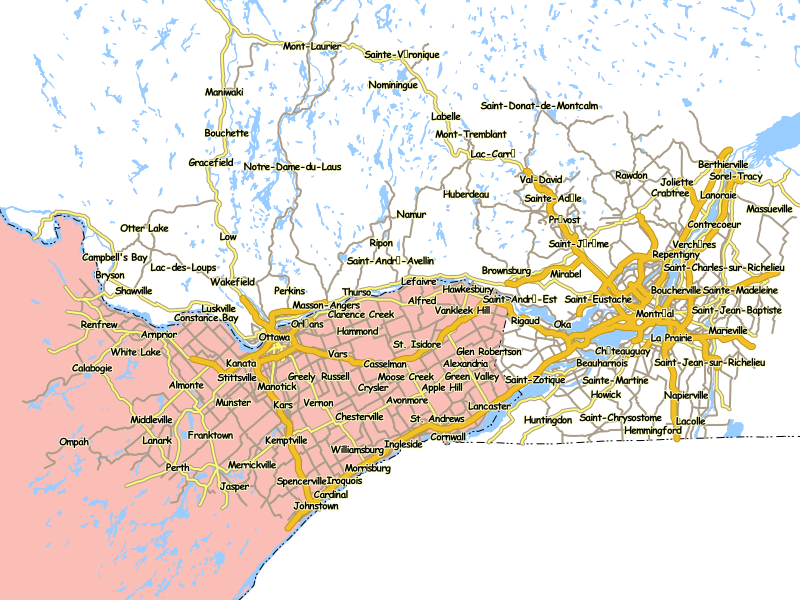 Mont-Laurier
Sainte-V▯ronique
Nominingue
Maniwaki
Saint-Donat-de-Montcalm
Labelle
Bouchette
Mont-Tremblant
Lac-Carr▯
Gracefield
Notre-Dame-du-Laus
Berthierville
Rawdon
Sorel-Tracy
Val-David
Joliette
Crabtree
Huberdeau
Lanoraie
Sainte-Ad▯le
Massueville
Namur
Pr▯vost
Contrecoeur
Otter Lake
Low
Ripon
Saint-J▯r▯me
Verch▯res
Repentigny
Campbell's Bay
Saint-Andr▯-Avellin
Lac-des-Loups
Saint-Charles-sur-Richelieu
Bryson
Brownsburg
Mirabel
Wakefield
Lefaivre
Shawville
Perkins
Thurso
Hawkesbury
Boucherville
Sainte-Madeleine
Masson-Angers
Alfred
Saint-Andr▯-Est
Saint-Eustache
Luskville
Vankleek Hill
Saint-Jean-Baptiste
Constance Bay
Clarence Creek
Montr▯al
Renfrew
Orl▯ans
Rigaud
Oka
Arnprior
Hammond
Marieville
Ottawa
La Prairie
St. Isidore
White Lake
Vars
Glen Robertson
Ch▯teauguay
Kanata
Casselman
Alexandria
Beauharnois
Saint-Jean-sur-Richelieu
Calabogie
Stittsville
Greely
Russell
Moose Creek
Green Valley
Saint-Zotique
Sainte-Martine
Almonte
Manotick
Crysler
Apple Hill
Howick
Napierville
Munster
Kars
Vernon
Avonmore
Lancaster
Middleville
Chesterville
St. Andrews
Huntingdon
Saint-Chrysostome
Lacolle
Franktown
Hemmingford
Ompah
Lanark
Kemptville
Ingleside
Cornwall
Williamsburg
Perth
Merrickville
Morrisburg
Jasper
Spencerville
Iroquois
Cardinal
Johnstown